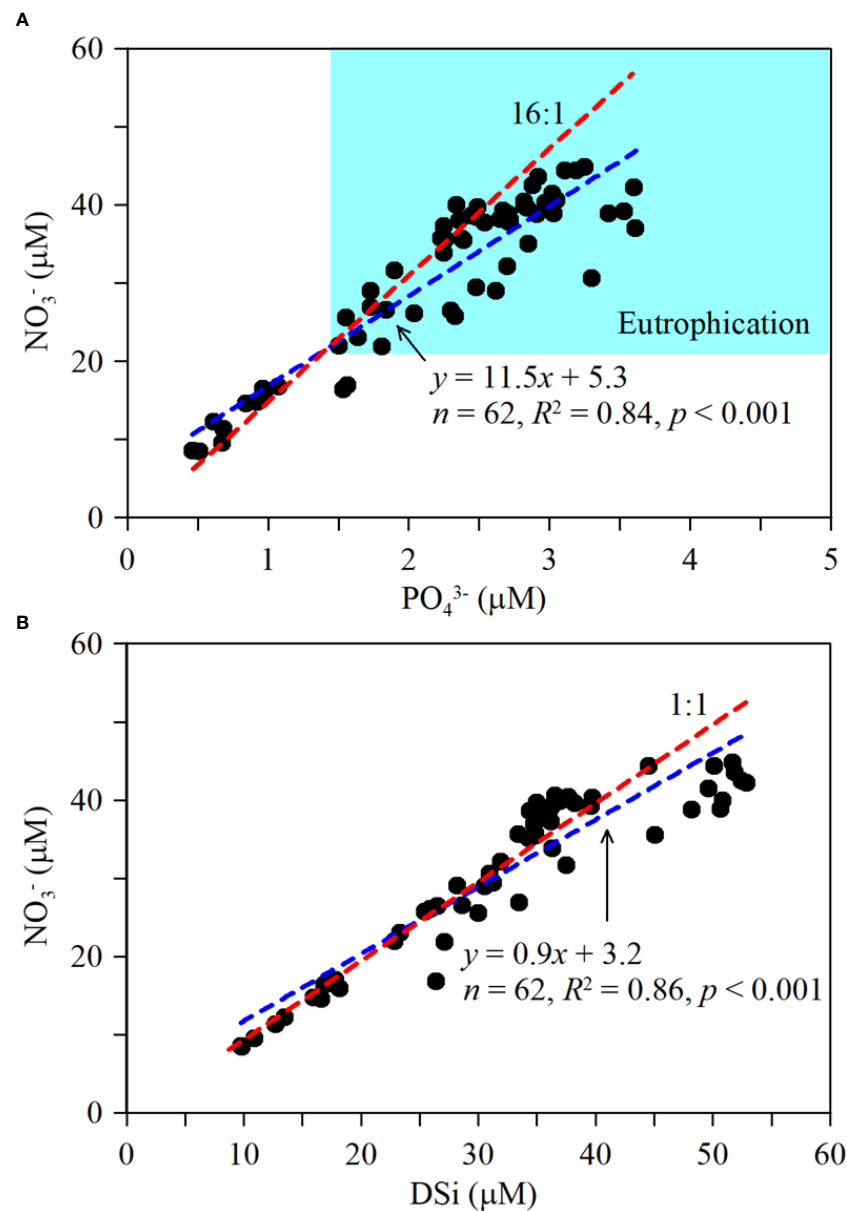 A
60
16:1
40
NO₃⁻ (μM)
20
Eutrophication
y = 11.5x + 5.3
n = 62, R² = 0.84, p < 0.001
0
0 1 2 3 4 5
PO₄³⁻ (μM)
B
60
1:1
40
NO₃⁻ (μM)
20
y = 0.9x + 3.2
n = 62, R² = 0.86, p < 0.001
0
0 10 20 30 40 50 60
DSi (μM)